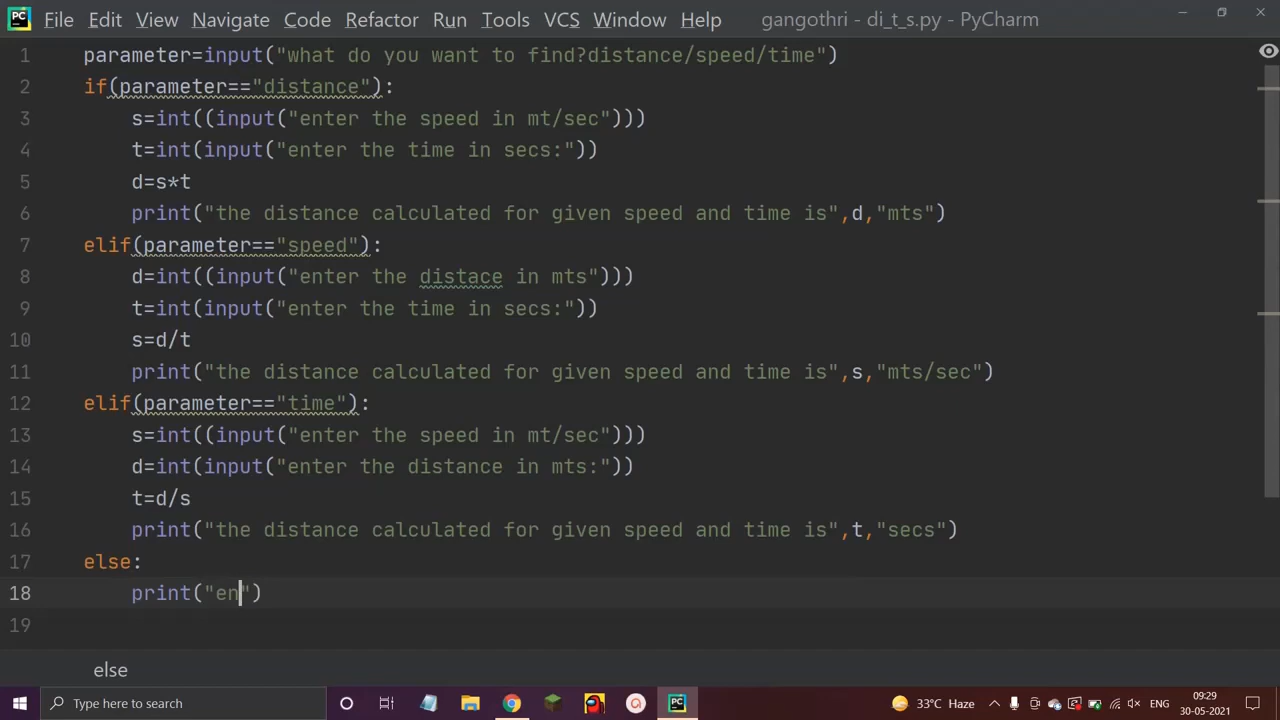 PC File Edit View Navigate Code Refactor Run Tools VCS Window Help gangothri - di_t_s.py - PyCharm
1 parameter=input("what do you want to find?distance/speed/time")
2 if(parameter=="distance"):
3 s=int((input("enter the speed in mt/sec")))
4 t=int(input("enter the time in secs:"))
5 d=s*t
6 print("the distance calculated for given speed and time is",d,"mts")
7 elif(parameter=="speed"):
8 d=int((input("enter the distace in mts")))
9 t=int(input("enter the time in secs:"))
10 s=d/t
11 print("the distance calculated for given speed and time is",s,"mts/sec")
12 elif(parameter=="time"):
13 s=int((input("enter the speed in mt/sec")))
14 d=int(input("enter the distance in mts:"))
15 t=d/s
16 print("the distance calculated for given speed and time is",t,"secs")
17 else:
18 print("en")
19
else
Type here to search 33°C Haze ENG 09:29
30-05-2021